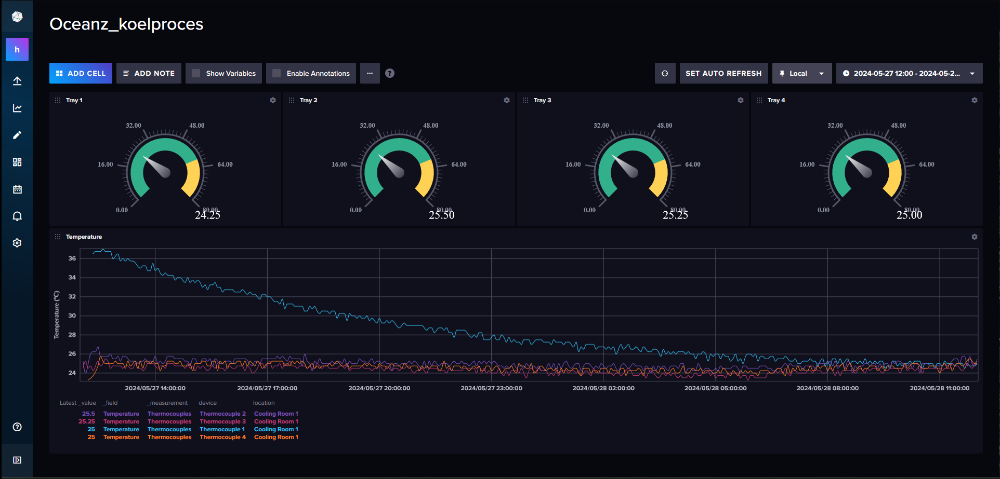 Oceanz_koelproces
h
ADD CELL
ADD NOTE
Show Variables
Enable Annotations
...
?
SET AUTO REFRESH
Local
2024-05-27 12:00 - 2024-05-2...
Tray 1
0.00
16.00
32.00
48.00
64.00
80.00
24.25
Tray 2
0.00
16.00
32.00
48.00
64.00
80.00
25.50
Tray 3
0.00
16.00
32.00
48.00
64.00
80.00
25.25
Tray 4
0.00
16.00
32.00
48.00
64.00
80.00
25.00
Temperature
Temperature (°C)
36
34
32
30
28
26
24
2024/05/27 14:00:00 2024/05/27 17:00:00 2024/05/27 20:00:00 2024/05/27 23:00:00 2024/05/28 02:00:00 2024/05/28 05:00:00 2024/05/28 08:00:00 2024/05/28 11:00:00
Latest _value _field _measurement device location
25.5 Temperature Thermocouples Thermocouple 2 Cooling Room 1
25.25 Temperature Thermocouples Thermocouple 3 Cooling Room 1
25 Temperature Thermocouples Thermocouple 1 Cooling Room 1
25 Temperature Thermocouples Thermocouple 4 Cooling Room 1
?